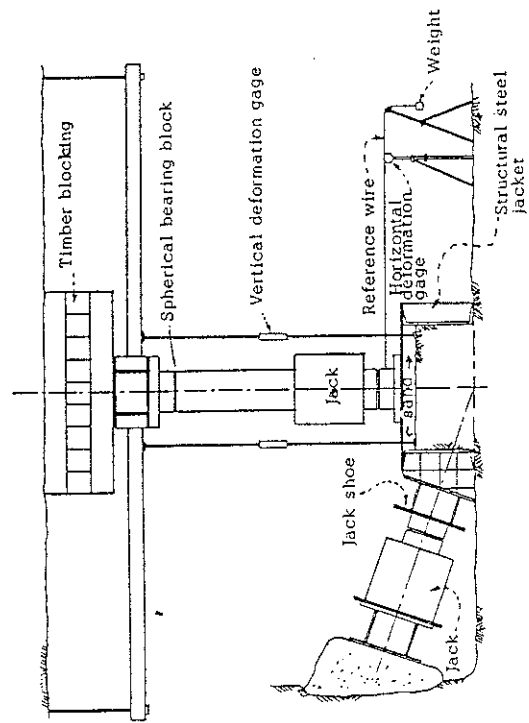 Timber blocking
Spherical bearing block
Vertical deformation gage
Reference wire
Horizontal
deformation
gage
Weight
Structural steel
jacket
Jack
sand
Jack shoe
Jack